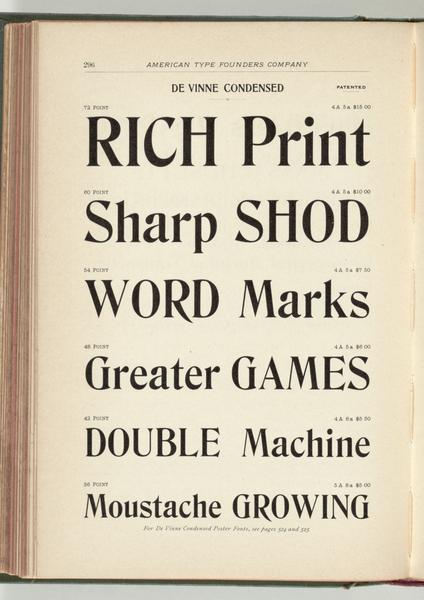 296 AMERICAN TYPE FOUNDERS COMPANY
DE VINNE CONDENSED PATENTED
72 POINT 4 A 5 a $15 00
RICH Print
60 POINT 4 A 5 a $10 00
Sharp SHOD
54 POINT 4 A 5 a $7 50
WORD Marks
48 POINT 4 A 5 a $6 00
Greater GAMES
42 POINT 4 A 6 a $5 50
DOUBLE Machine
36 POINT 5 A 8 a $5 00
Moustache GROWING
For De Vinne Condensed Poster Fonts, see pages 524 and 525